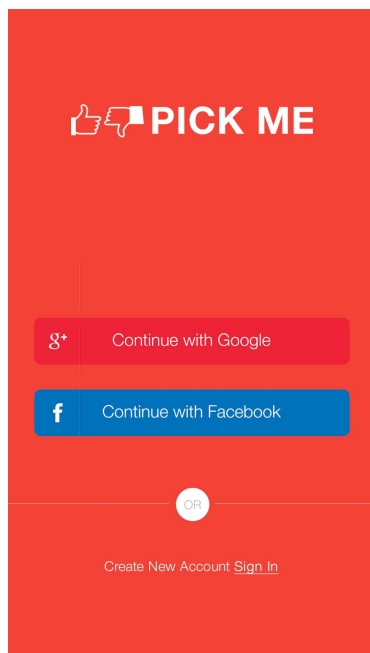 PICK ME
g+ Continue with Google
f Continue with Facebook
OR
Create New Account Sign In